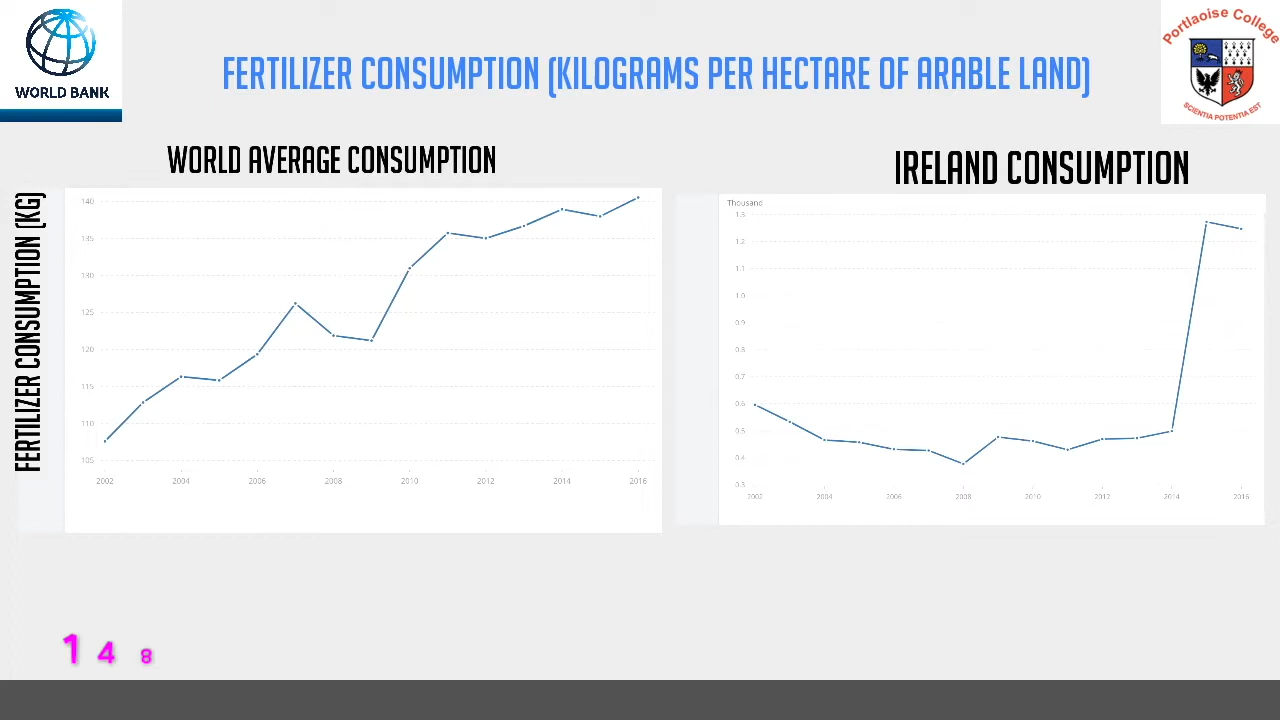 WORLD BANK
FERTILIZER CONSUMPTION (KILOGRAMS PER HECTARE OF ARABLE LAND)
Portlaoise College
SCIENTIA POTENTIA EST
WORLD AVERAGE CONSUMPTION
IRELAND CONSUMPTION
FERTILIZER CONSUMPTION (KG)
140
135
130
125
120
115
110
105
2002 2004 2006 2008 2010 2012 2014 2016
Thousand
1.3
1.2
1.1
1.0
0.9
0.8
0.7
0.6
0.5
0.4
0.3
2002 2004 2006 2008 2010 2012 2014 2016
1 4 8